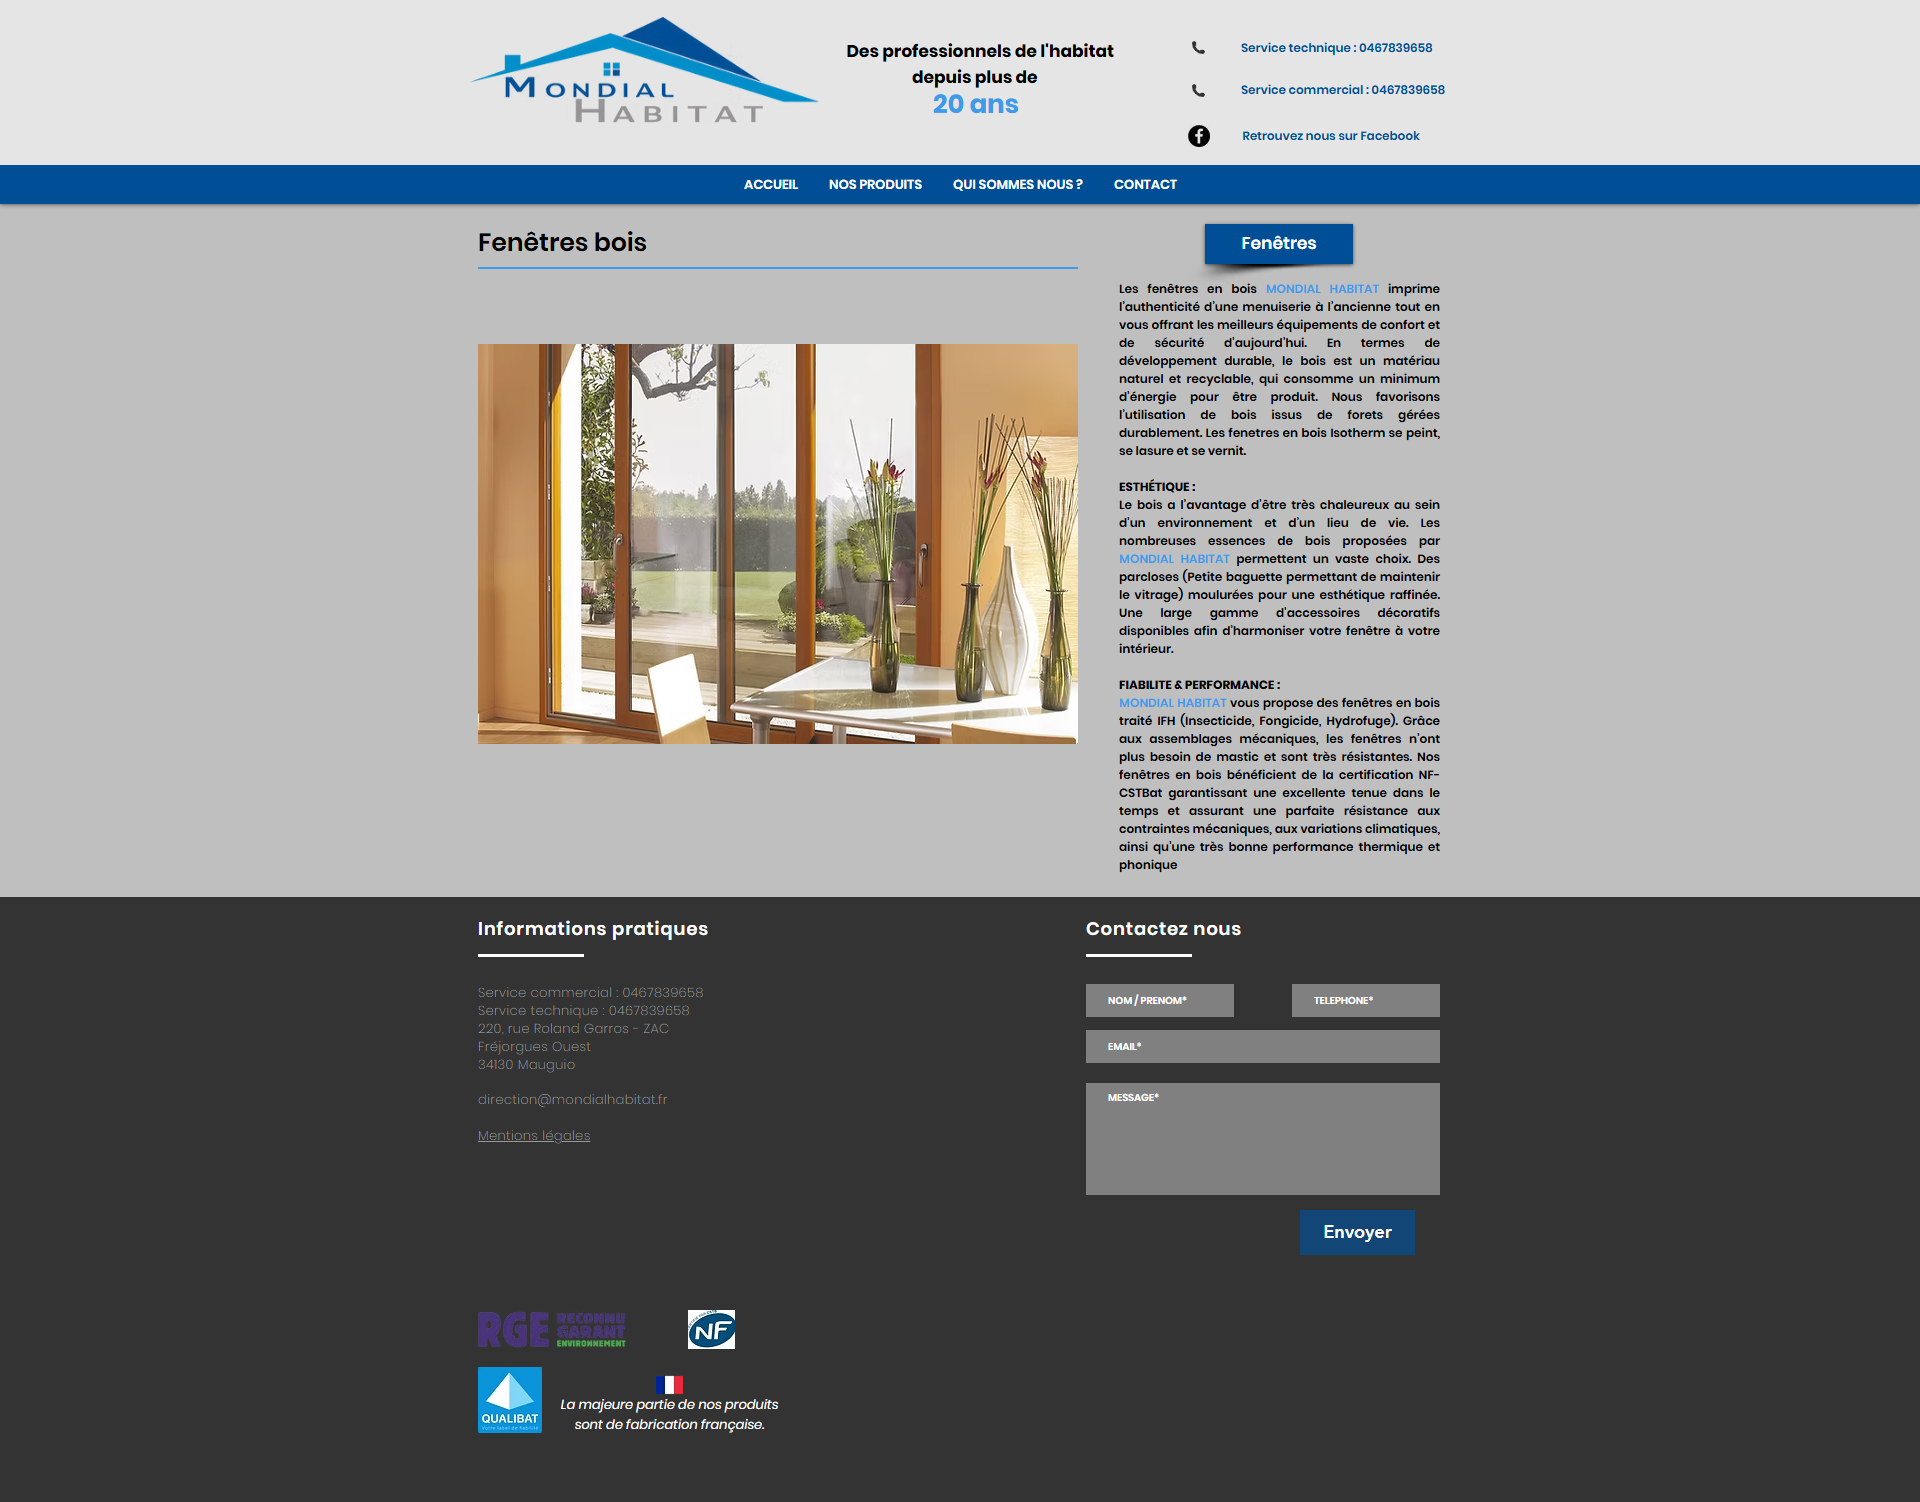 MONDIAL
HABITAT
Des professionnels de l'habitat
depuis plus de
20 ans
Service technique : 0467839658
Service commercial : 0467839658
Retrouvez nous sur Facebook
ACCUEIL
NOS PRODUITS
QUI SOMMES NOUS ?
CONTACT
Fenêtres bois
Fenêtres
Les fenêtres en bois MONDIAL HABITAT imprime
l'authenticité d'une menuiserie à l'ancienne tout en
vous offrant les meilleurs équipements de confort et
de sécurité d'aujourd'hui. En termes de
développement durable, le bois est un matériau
naturel et recyclable, qui consomme un minimum
d'énergie pour être produit. Nous favorisons
l'utilisation de bois issus de forets gérées
durablement. Les fenetres en bois Isotherm se peint,
se lasure et se vernit.
ESTHÉTIQUE :
Le bois a l'avantage d'être très chaleureux au sein
d'un environnement et d'un lieu de vie. Les
nombreuses essences de bois proposées par
MONDIAL HABITAT permettent un vaste choix. Des
parcloses (Petite baguette permettant de maintenir
le vitrage) moulurées pour une esthétique raffinée.
Une large gamme d'accessoires décoratifs
disponibles afin d'harmoniser votre fenêtre à votre
intérieur.
FIABILITE & PERFORMANCE :
MONDIAL HABITAT vous propose des fenêtres en bois
traité IFH (Insecticide, Fongicide, Hydrofuge). Grâce
aux assemblages mécaniques, les fenêtres n'ont
plus besoin de mastic et sont très résistantes. Nos
fenêtres en bois bénéficient de la certification NF-
CSTBat garantissant une excellente tenue dans le
temps et assurant une parfaite résistance aux
contraintes mécaniques, aux variations climatiques,
ainsi qu'une très bonne performance thermique et
phonique
Informations pratiques
Service commercial : 0467839658
Service technique : 0467839658
220, rue Roland Garros - ZAC
Fréjorgues Ouest
34130 Mauguio
direction@mondialhabitat.fr
Mentions légales
Contactez nous
NOM / PRENOM*
TELEPHONE*
EMAIL*
MESSAGE*
Envoyer
RGE RECONNU
GARANT
ENVIRONNEMENT
NF
QUALIBAT
La majeure partie de nos produits
sont de fabrication française.